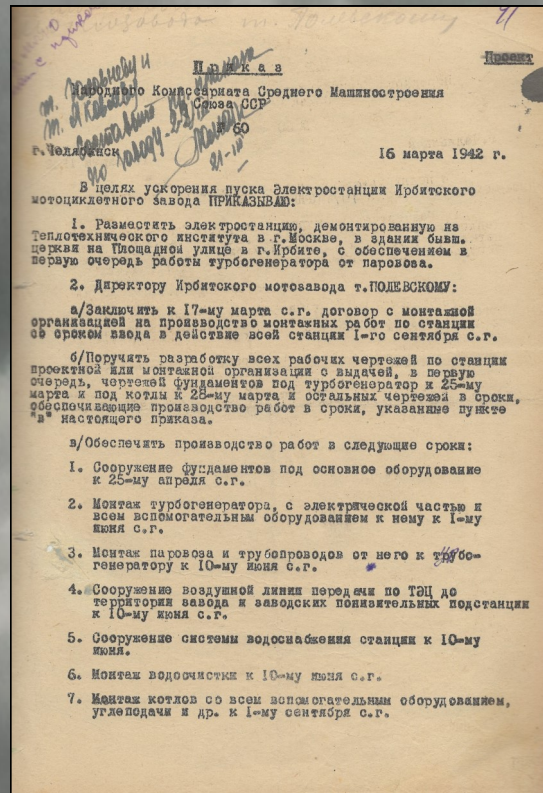 т. Полевскому
71
Приказ
Проект
Народного Комиссариата Среднего Машиностроения
Союза ССР
№ 60
г.Челябинск 16 марта 1942 г.
В целях ускорения пуска Электростанции Ирбитского
мотоциклетного завода ПРИКАЗЫВАЮ:
1. Разместить электростанцию, демонтированную из
Теплотехнического института в г.Москве, в здании бывш.
церкви на Площадной улице в г.Ирбите, с обеспечением в
первую очередь работы турбогенератора от паровоза.
2. Директору Ирбитского мотозавода т.ПОЛЕВСКОМУ:
а/Заключить к 17-му марта с.г. договор с монтажной
организацией на производство монтажных работ по станции
со сроком ввода в действие всей станции I-го сентября с.г.
б/Поручить разработку всех рабочих чертежей по станции
проектной или монтажной организации с выдачей, в первую
очередь, чертежей фундаментов под турбогенератор к 25-му
марта и под котлы к 28-му марта и остальных чертежей в сроки,
обеспечивающие производство работ в сроки, указанные пункте
"в" настоящего приказа.
в/Обеспечить производство работ в следующие сроки:
1. Сооружение фундаментов под основное оборудование
к 25-му апреля с.г.
2. Монтаж турбогенератора, с электрической частью и
всем вспомогательным оборудованием к нему к I-му
июня с.г.
3. Монтаж паровоза и трубопроводов от него к турбо-
генератору к 10-му июня с.г.
4. Сооружение воздушной линии передачи по ТЭЦ до
территории завода и заводских понизительных подстанции
к 10-му июня с.г.
5. Сооружение системы водоснабжения станции к 10-му
июня.
6. Монтаж водоочистки к 10-му июня с.г.
7. Монтаж котлов со всем вспомогательным оборудованием,
углеподачи и др. к I-му сентября с.г.